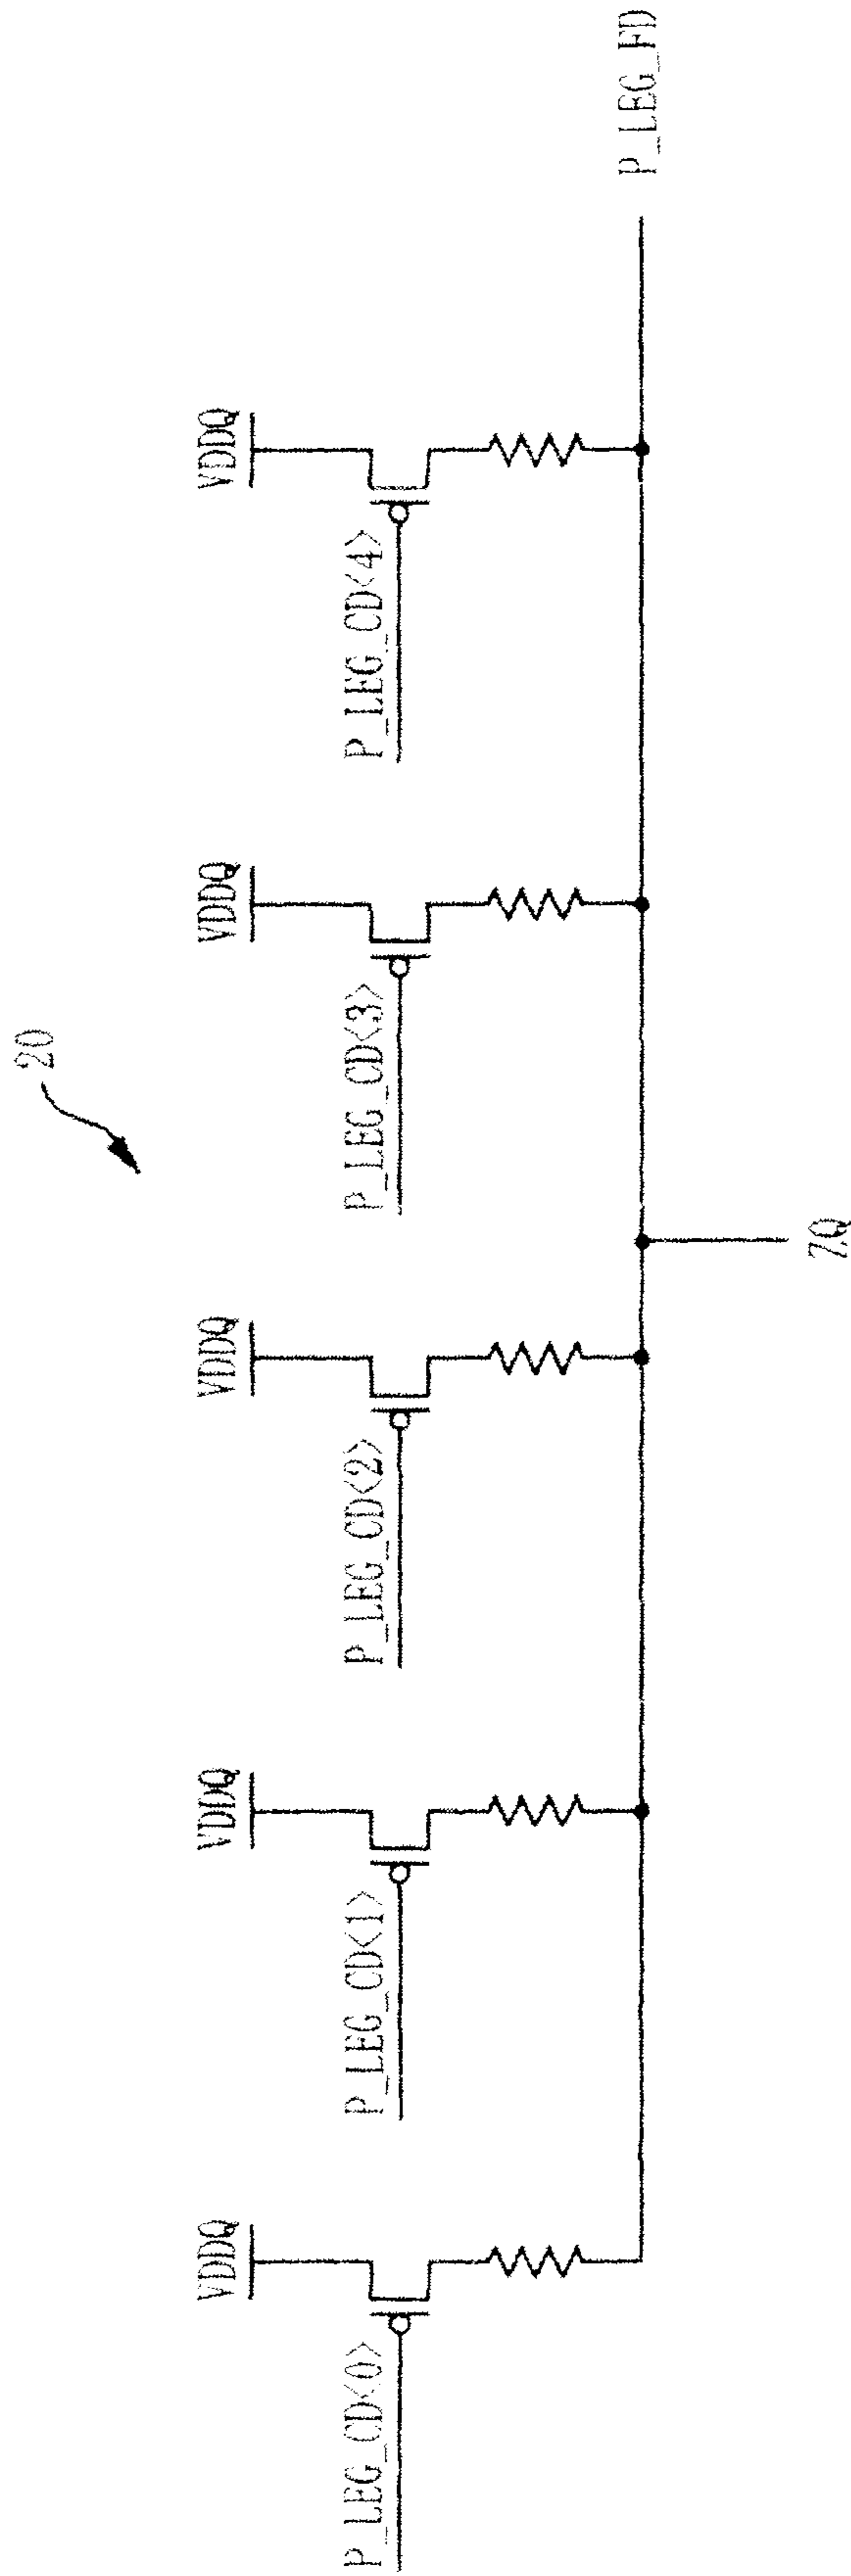 20
VDDQ
VDDQ
VDDQ
VDDQ
VDDQ
P_LEG_CD<0>
P_LEG_CD<1>
P_LEG_CD<2>
P_LEG_CD<3>
P_LEG_CD<4>
P_LEG_FD
ZQ